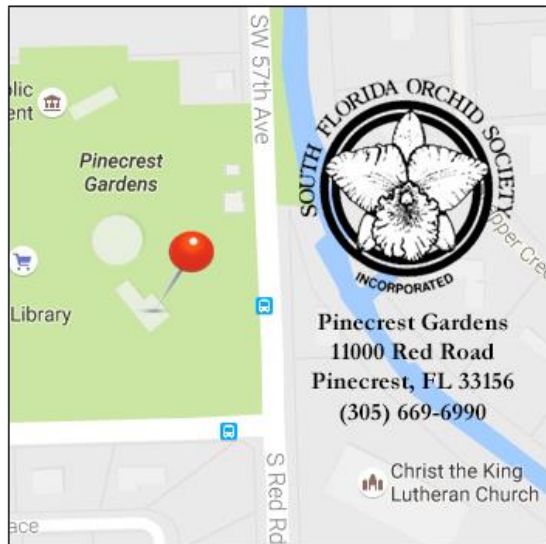 SW 57th Ave
SOUTH FLORIDA ORCHID SOCIETY
INCORPORATED
Pinecrest
Gardens
Library
Pinecrest Gardens
11000 Red Road
Pinecrest, FL 33156
(305) 669-6990
S Red Rd
Christ the King
Lutheran Church